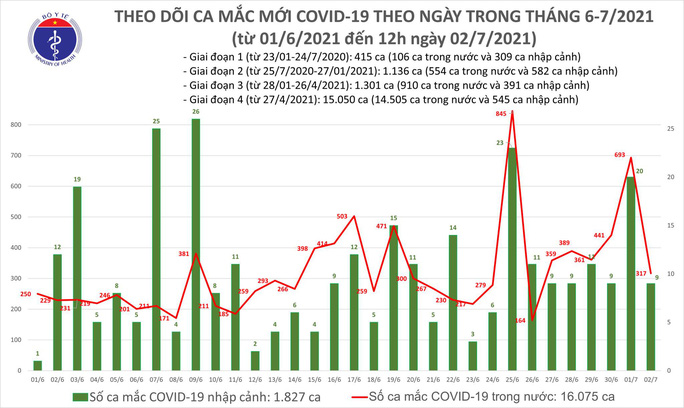 BỘ Y TẾ
MINISTRY OF HEALTH
THEO DÕI CA MẮC MỚI COVID-19 THEO NGÀY TRONG THÁNG 6-7/2021
(từ 01/6/2021 đến 12h ngày 02/7/2021)
- Giai đoạn 1 (từ 23/01-24/7/2020): 415 ca (106 ca trong nước và 309 ca nhập cảnh)
- Giai đoạn 2 (từ 25/7/2020-27/01/2021): 1.136 ca (554 ca trong nước và 582 ca nhập cảnh)
- Giai đoạn 3 (từ 28/01-26/4/2021): 1.301 ca (910 ca trong nước và 391 ca nhập cảnh)
- Giai đoạn 4 (từ 27/4/2021): 15.050 ca (14.505 ca trong nước và 545 ca nhập cảnh)
800 700 600 500 400 300 200 100 0
25 20 15 10 5 0
1 12 19 5 8 5 25 4 26 8 11 2 4 6 4 9 12 5 15 11 5 14 3 6 23 11 9 9 11 9 20 9
250 229 231 219 246 201 211 171 381 211 185 259 293 266 398 414 503 259 471 300 267 230 217 279 845 164 359 389 361 441 693 317
01/6 02/6 03/6 04/6 05/6 06/6 07/6 08/6 09/6 10/6 11/6 12/6 13/6 14/6 15/6 16/6 17/6 18/6 19/6 20/6 21/6 22/6 23/6 24/6 25/6 26/6 27/6 28/6 29/6 30/6 01/7 02/7
Số ca mắc COVID-19 nhập cảnh: 1.827 ca
Số ca mắc COVID-19 trong nước: 16.075 ca